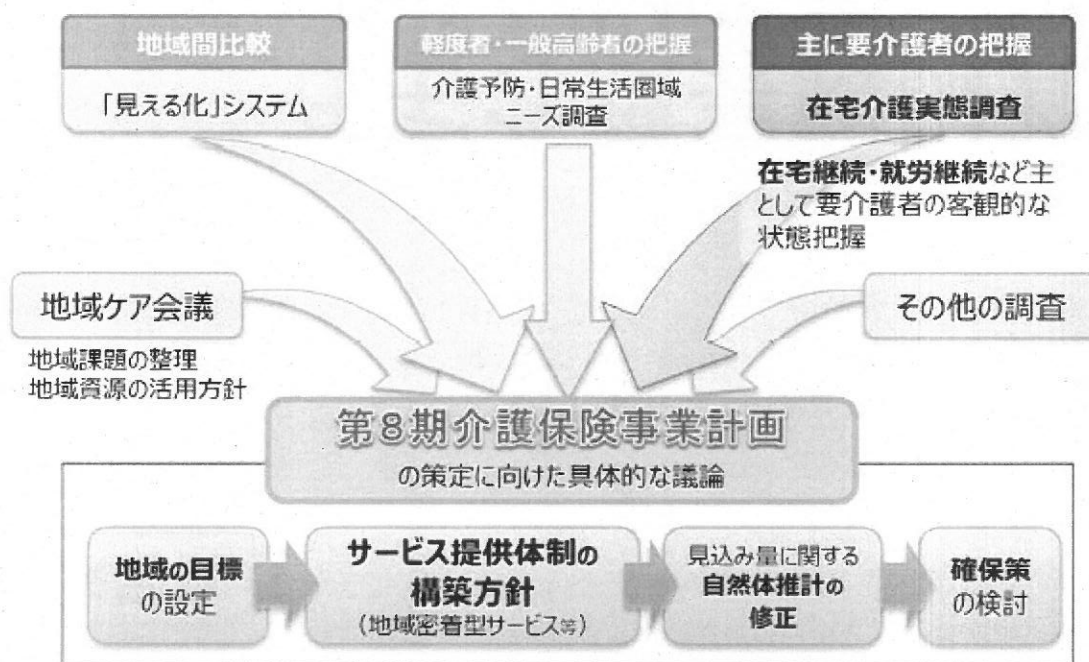 地域間比較
「見える化」システム
軽度者・一般高齢者の把握
介護予防・日常生活圏域
ニーズ調査
主に要介護者の把握
在宅介護実態調査
在宅継続・就労継続など主
として要介護者の客観的な
状態把握
地域ケア会議
地域課題の整理
地域資源の活用方針
その他の調査
第8期介護保険事業計画
の策定に向けた具体的な議論
地域の目標
の設定
サービス提供体制の
構築方針
（地域密着型サービス等）
見込み量に関する
自然体推計の
修正
確保策
の検討